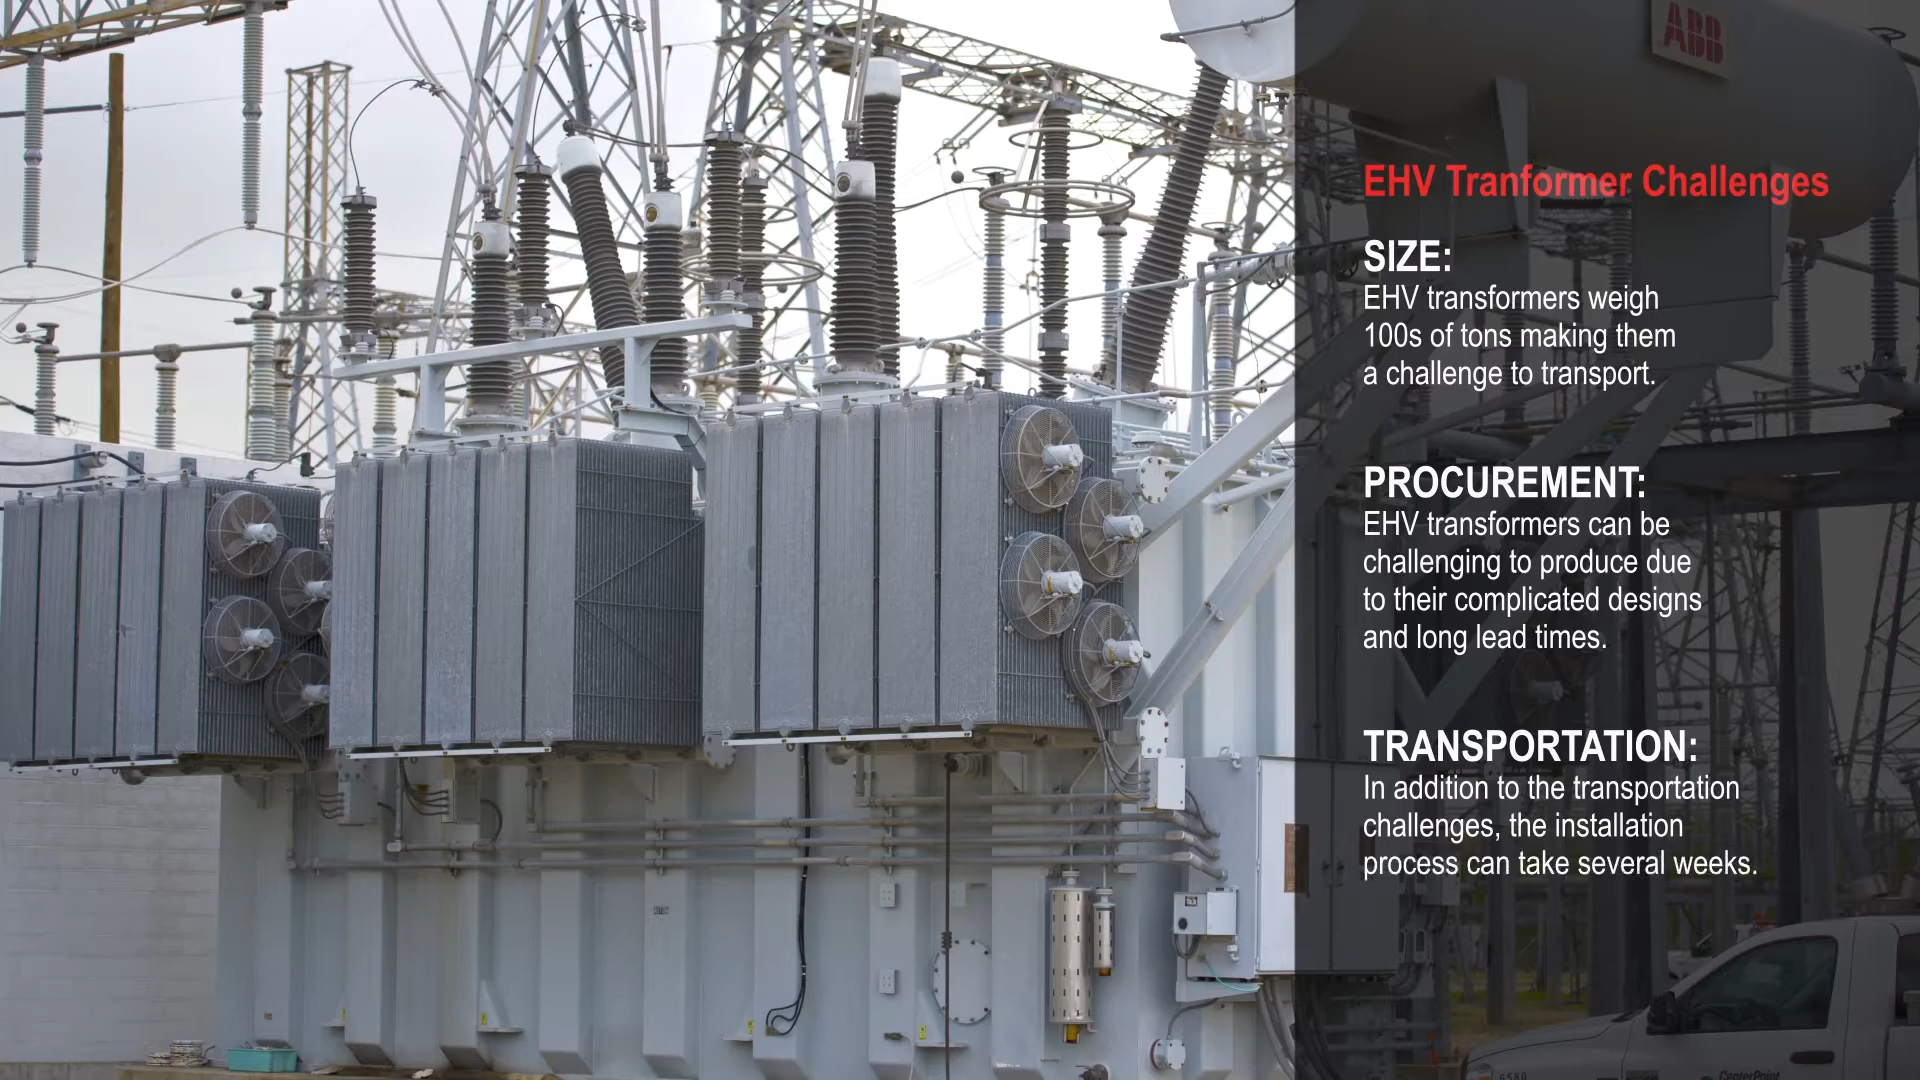 ABB
EHV Tranformer Challenges
SIZE:
EHV transformers weigh
100s of tons making them
a challenge to transport.
PROCUREMENT:
EHV transformers can be
challenging to produce due
to their complicated designs
and long lead times.
TRANSPORTATION:
In addition to the transportation
challenges, the installation
process can take several weeks.
6580
CenterPoint